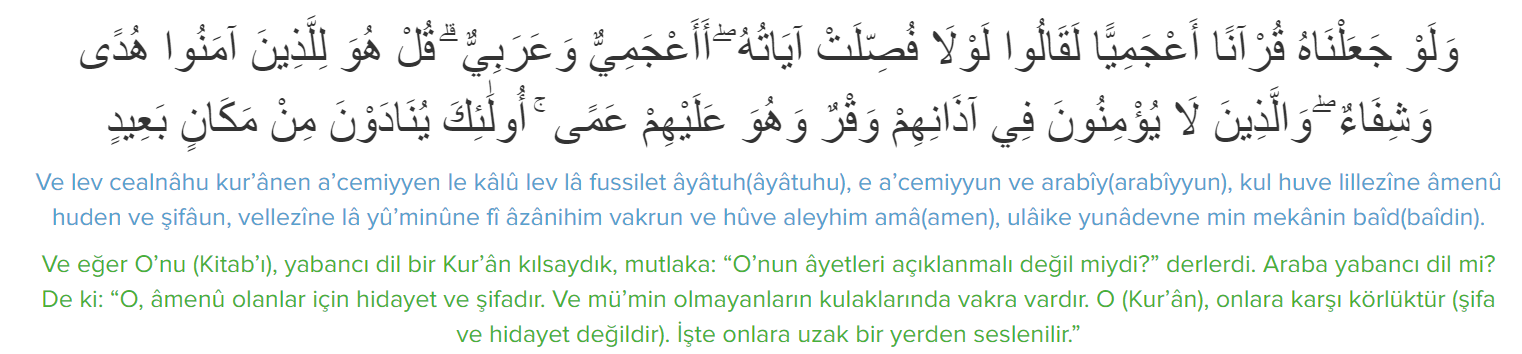 وَلَوْ جَعَلْنَاهُ قُرْآنًا أَعْجَمِيًّا لَقَالُوا لَوْلَا فُصِّلَتْ آيَاتُهُ ۖ أَأَعْجَمِيٌّ وَعَرَبِيٌّ ۗ قُلْ هُوَ لِلَّذِينَ آمَنُوا هُدًى
وَشِفَاءٌ ۖ وَالَّذِينَ لَا يُؤْمِنُونَ فِي آذَانِهِمْ وَقْرٌ وَهُوَ عَلَيْهِمْ عَمًى ۚ أُولَٰئِكَ يُنَادَوْنَ مِنْ مَكَانٍ بَعِيدٍ
Ve lev cealnâhu kur’ânen a’cemiyyen le kâlû lev lâ fussilet âyâtuh(âyâtuhu), e a’cemiyyun ve arabîy(arabîyyun), kul huve lillezîne âmenû
huden ve şifâun, vellezîne lâ yû’minûne fî âzânihim vakrun ve hûve aleyhim amâ(amen), ulâike yunâdevne min mekânin baîd(baîdin).
Ve eğer O’nu (Kitab’ı), yabancı dil bir Kur’ân kılsaydık, mutlaka: “O’nun âyetleri açıklanmalı değil miydi?” derlerdi. Araba yabancı dil mi?
De ki: “O, âmenû olanlar için hidayet ve şifadır. Ve mü’min olmayanların kulaklarında vakra vardır. O (Kur’ân), onlara karşı körlüktür (şifa
ve hidayet değildir). İşte onlara uzak bir yerden seslenilir.”